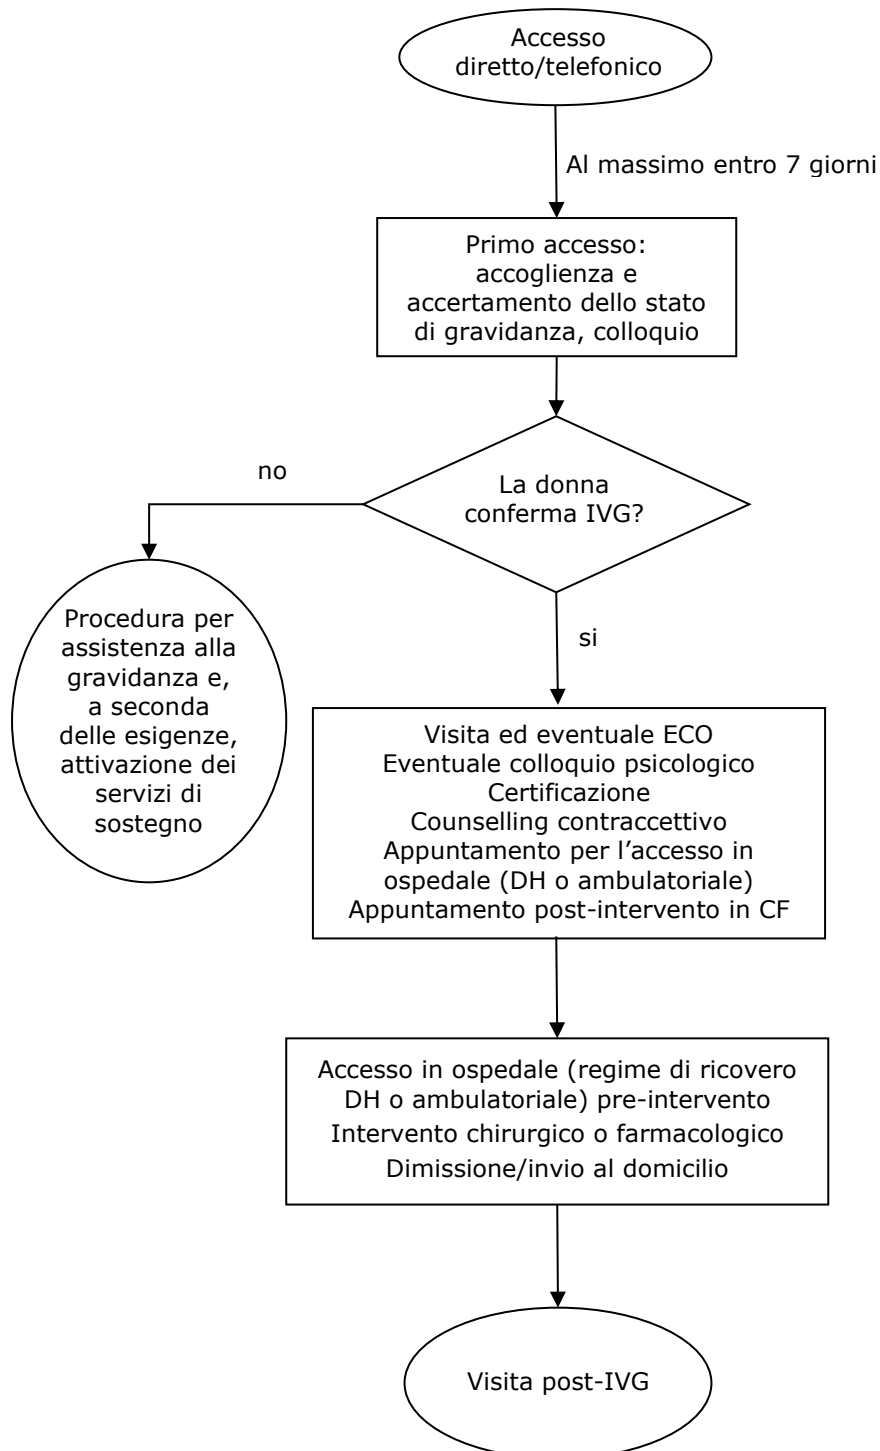 Accesso
diretto/telefonico
Al massimo entro 7 giorni
Primo accesso:
accoglienza e
accertamento dello stato
di gravidanza, colloquio
La donna
conferma IVG?
no
Procedura per
assistenza alla
gravidanza e,
a seconda
delle esigenze,
attivazione dei
servizi di
sostegno
si
Visita ed eventuale ECO
Eventuale colloquio psicologico
Certificazione
Counselling contraccettivo
Appuntamento per l’accesso in
ospedale (DH o ambulatoriale)
Appuntamento post-intervento in CF
Accesso in ospedale (regime di ricovero
DH o ambulatoriale) pre-intervento
Intervento chirurgico o farmacologico
Dimissione/invio al domicilio
Visita post-IVG